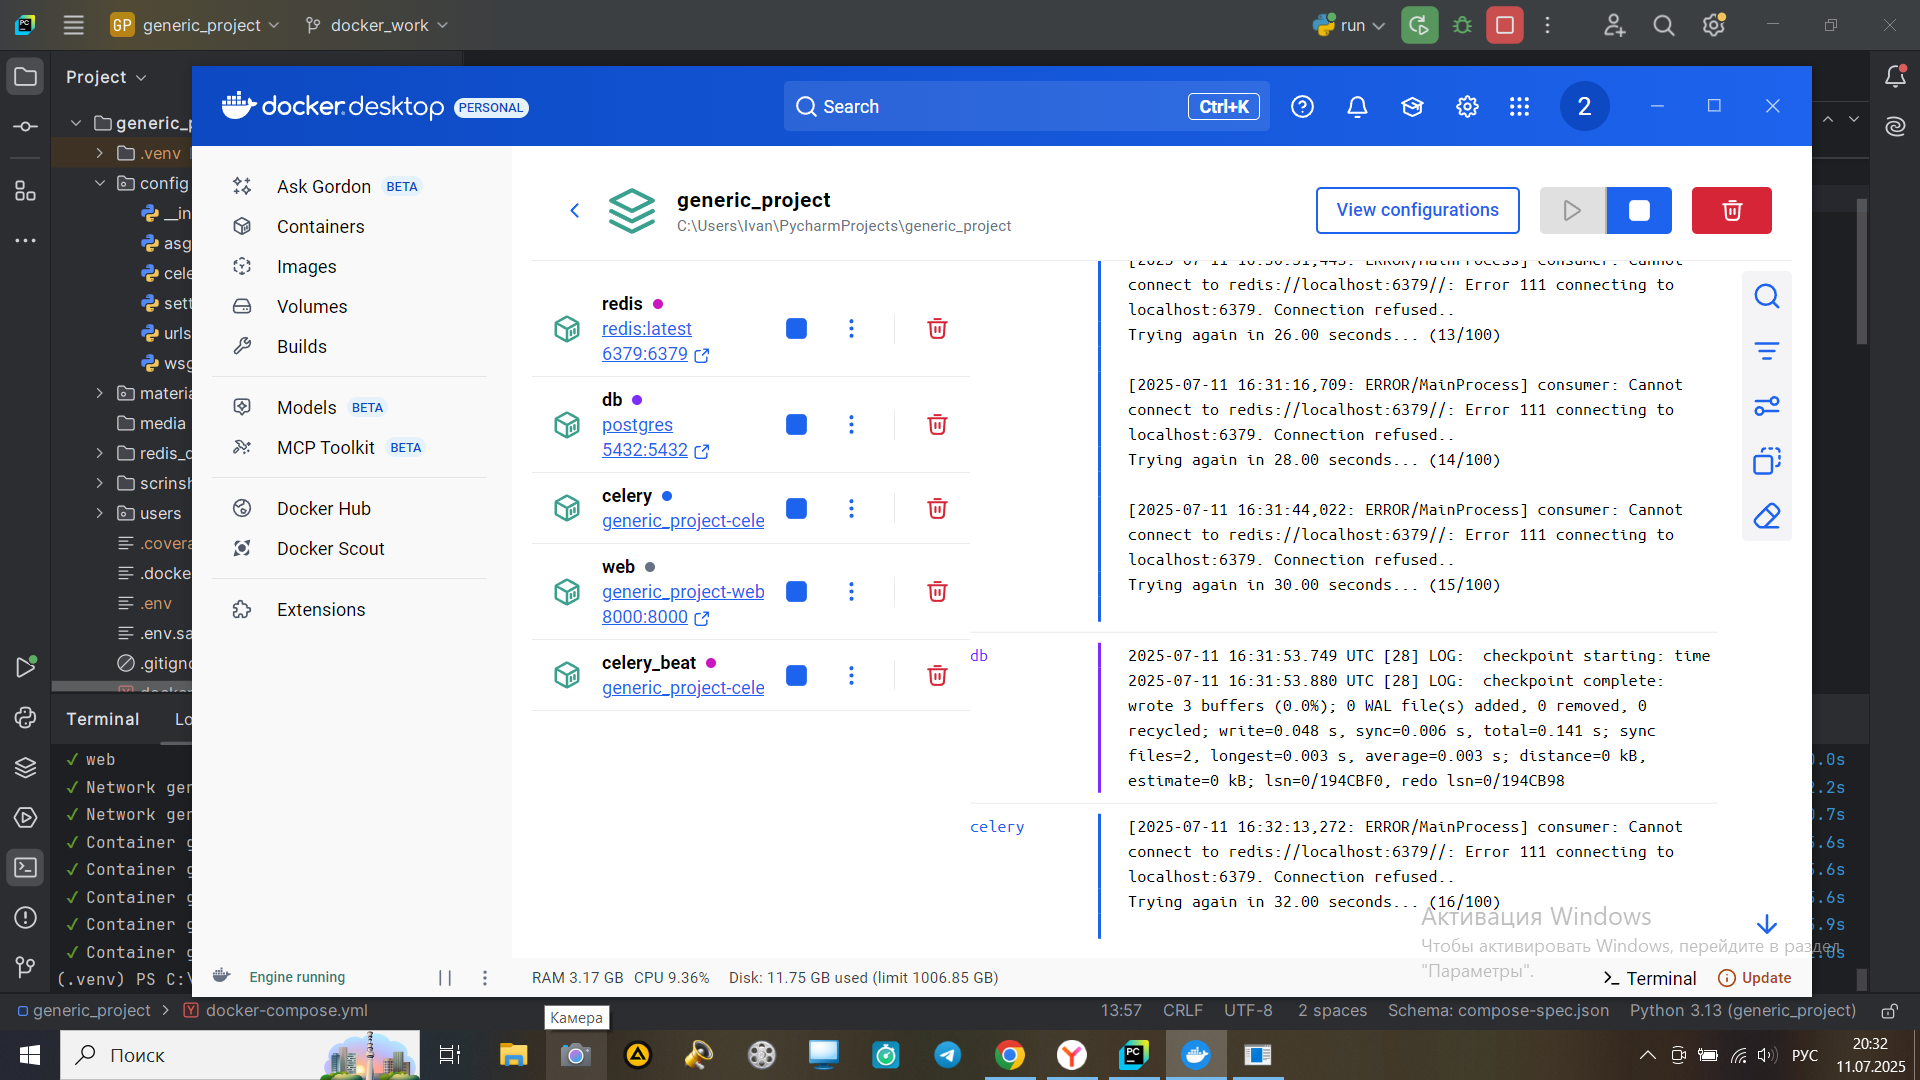 GP generic_project
docker_work
run
Project
docker.desktop PERSONAL
Search
Ctrl+K
2
generic_
.venv
config
__in
asg
cele
sett
urls
wsg
materia
media
redis_d
scrinsh
users
.covera
.docke
.env
.env.sa
.gitigno
Ask Gordon BETA
Containers
Images
Volumes
Builds
Models BETA
MCP Toolkit BETA
Docker Hub
Docker Scout
Extensions
generic_project
C:\Users\Ivan\PycharmProjects\generic_project
View configurations
redis
redis:latest
6379:6379
db
postgres
5432:5432
celery
generic_project-cele
web
generic_project-web
8000:8000
celery_beat
generic_project-cele
[2025-07-11 16:30:51,445: ERROR/MainProcess] consumer: Cannot
connect to redis://localhost:6379//: Error 111 connecting to
localhost:6379. Connection refused..
Trying again in 26.00 seconds... (13/100)
[2025-07-11 16:31:16,709: ERROR/MainProcess] consumer: Cannot
connect to redis://localhost:6379//: Error 111 connecting to
localhost:6379. Connection refused..
Trying again in 28.00 seconds... (14/100)
[2025-07-11 16:31:44,022: ERROR/MainProcess] consumer: Cannot
connect to redis://localhost:6379//: Error 111 connecting to
localhost:6379. Connection refused..
Trying again in 30.00 seconds... (15/100)
db
2025-07-11 16:31:53.749 UTC [28] LOG:  checkpoint starting: time
2025-07-11 16:31:53.880 UTC [28] LOG:  checkpoint complete:
wrote 3 buffers (0.0%); 0 WAL file(s) added, 0 removed, 0
recycled; write=0.048 s, sync=0.006 s, total=0.141 s; sync
files=2, longest=0.003 s, average=0.003 s; distance=0 kB,
estimate=0 kB; lsn=0/194CBF0, redo lsn=0/194CB98
celery
[2025-07-11 16:32:13,272: ERROR/MainProcess] consumer: Cannot
connect to redis://localhost:6379//: Error 111 connecting to
localhost:6379. Connection refused..
Trying again in 32.00 seconds... (16/100)
Активация Windows
Чтобы активировать Windows, перейдите в раздел
"Параметры".
Terminal
Lo
✓ web
✓ Network gen
✓ Network gen
✓ Container g
✓ Container g
✓ Container g
✓ Container g
✓ Container g
(.venv) PS C:\
.0s
.2s
.7s
.6s
.6s
.6s
.9s
.0s
Engine running
RAM 3.17 GB CPU 9.36%
Disk: 11.75 GB used (limit 1006.85 GB)
Terminal
Update
Камера
generic_project
docker-compose.yml
13:57
CRLF
UTF-8
2 spaces
Schema: compose-spec.json
Python 3.13 (generic_project)
Поиск
РУС
20:32
11.07.2025